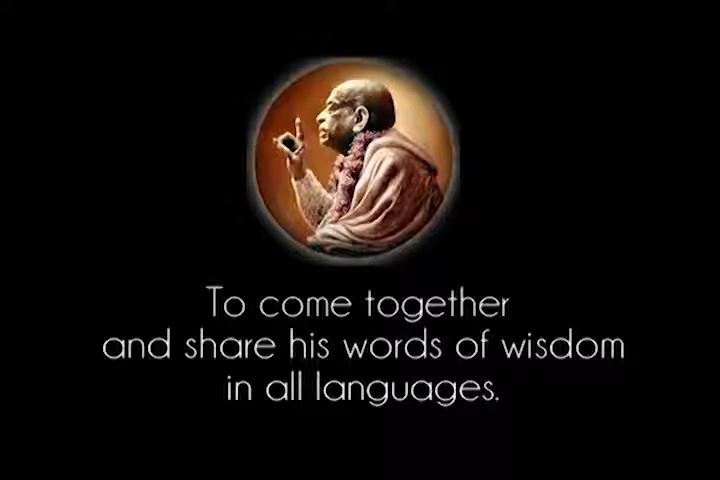 To come together
and share his words of wisdom
in all languages.